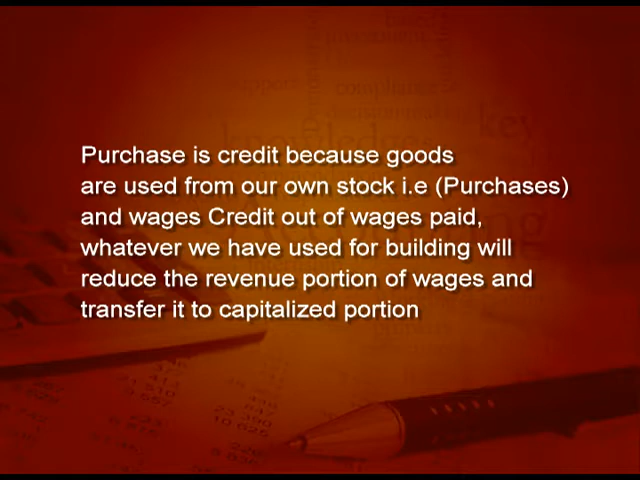 Purchase is credit because goods
are used from our own stock i.e (Purchases)
and wages Credit out of wages paid,
whatever we have used for building will
reduce the revenue portion of wages and
transfer it to capitalized portion